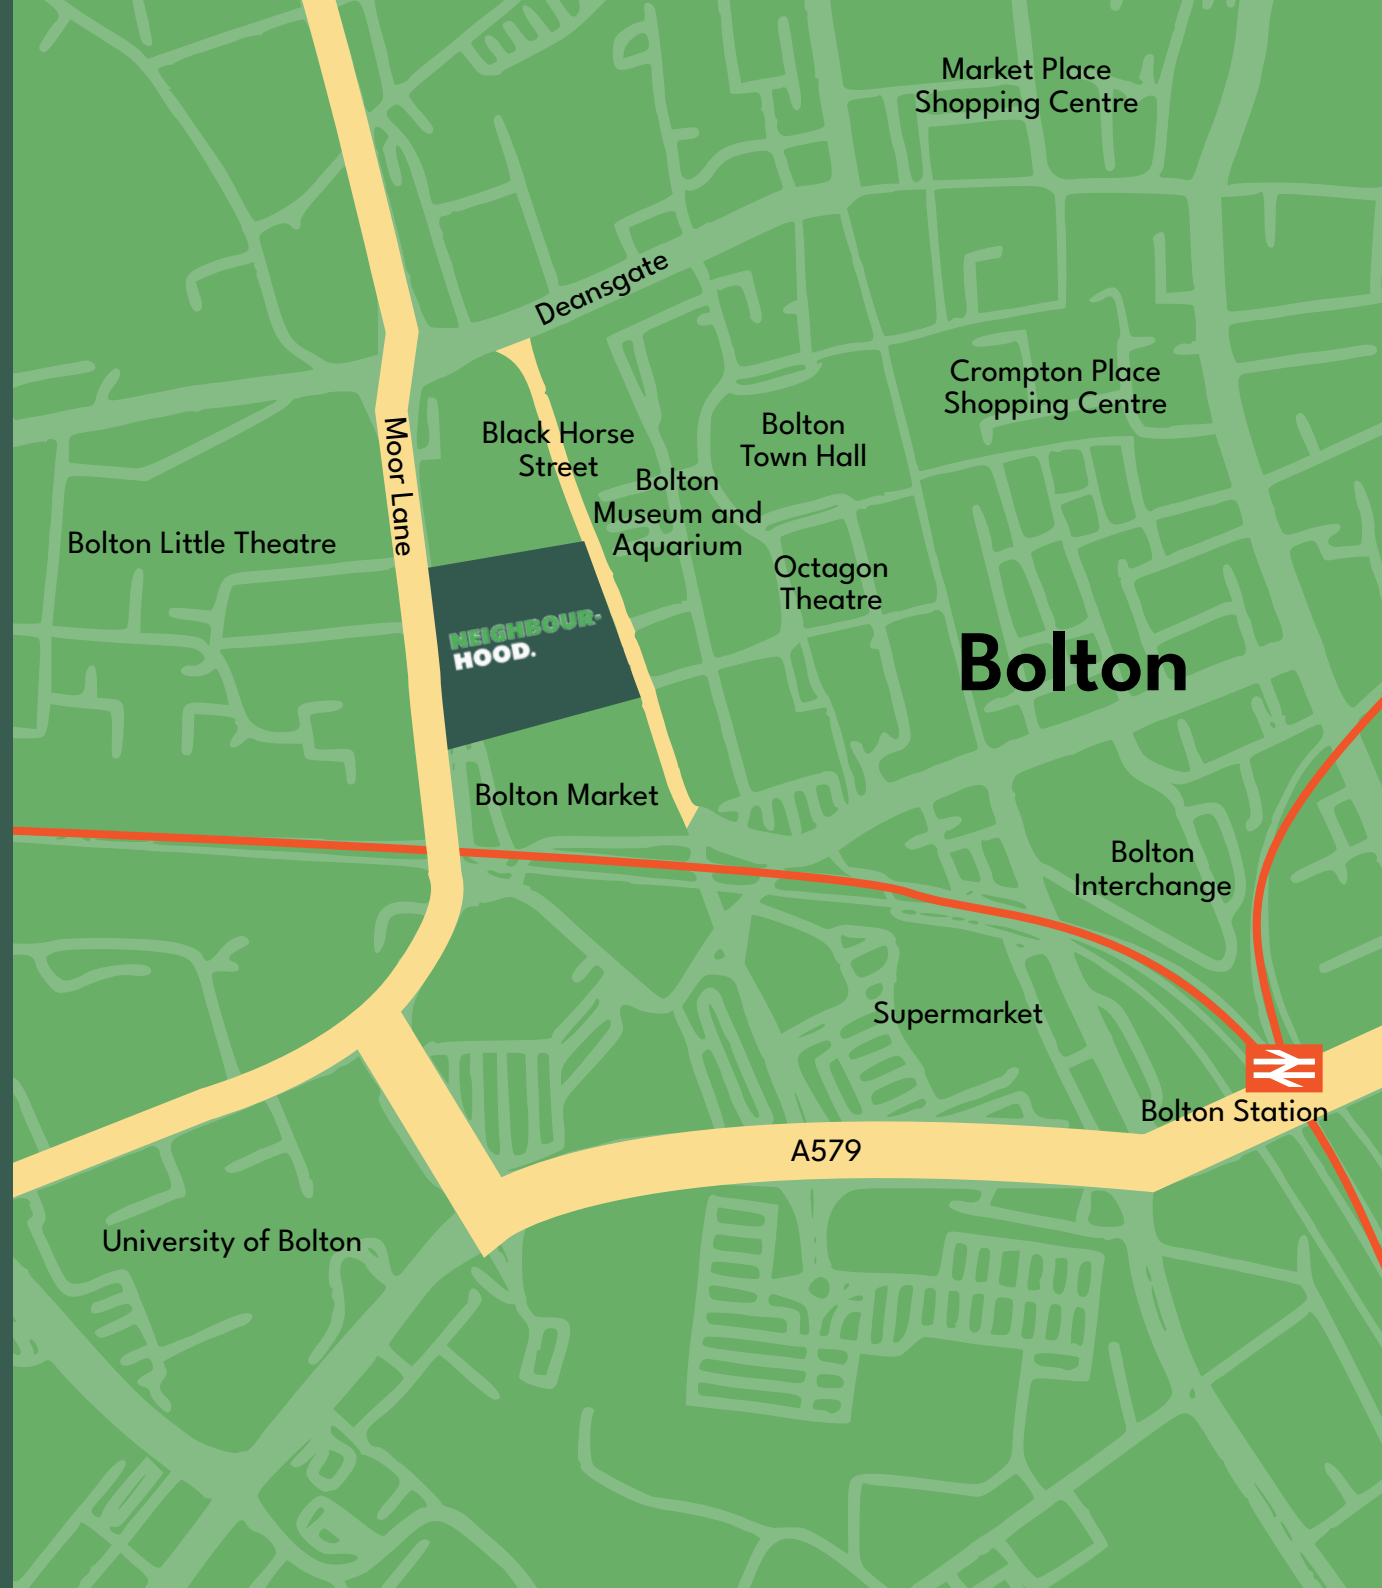 Market Place
Shopping Centre
Deansgate
Crompton Place
Shopping Centre
Moor Lane
Black Horse
Street
Bolton
Town Hall
Bolton
Museum and
Aquarium
Bolton Little Theatre
Octagon
Theatre
NEIGHBOUR-
HOOD.
Bolton
Bolton Market
Bolton
Interchange
Supermarket
Bolton Station
A579
University of Bolton